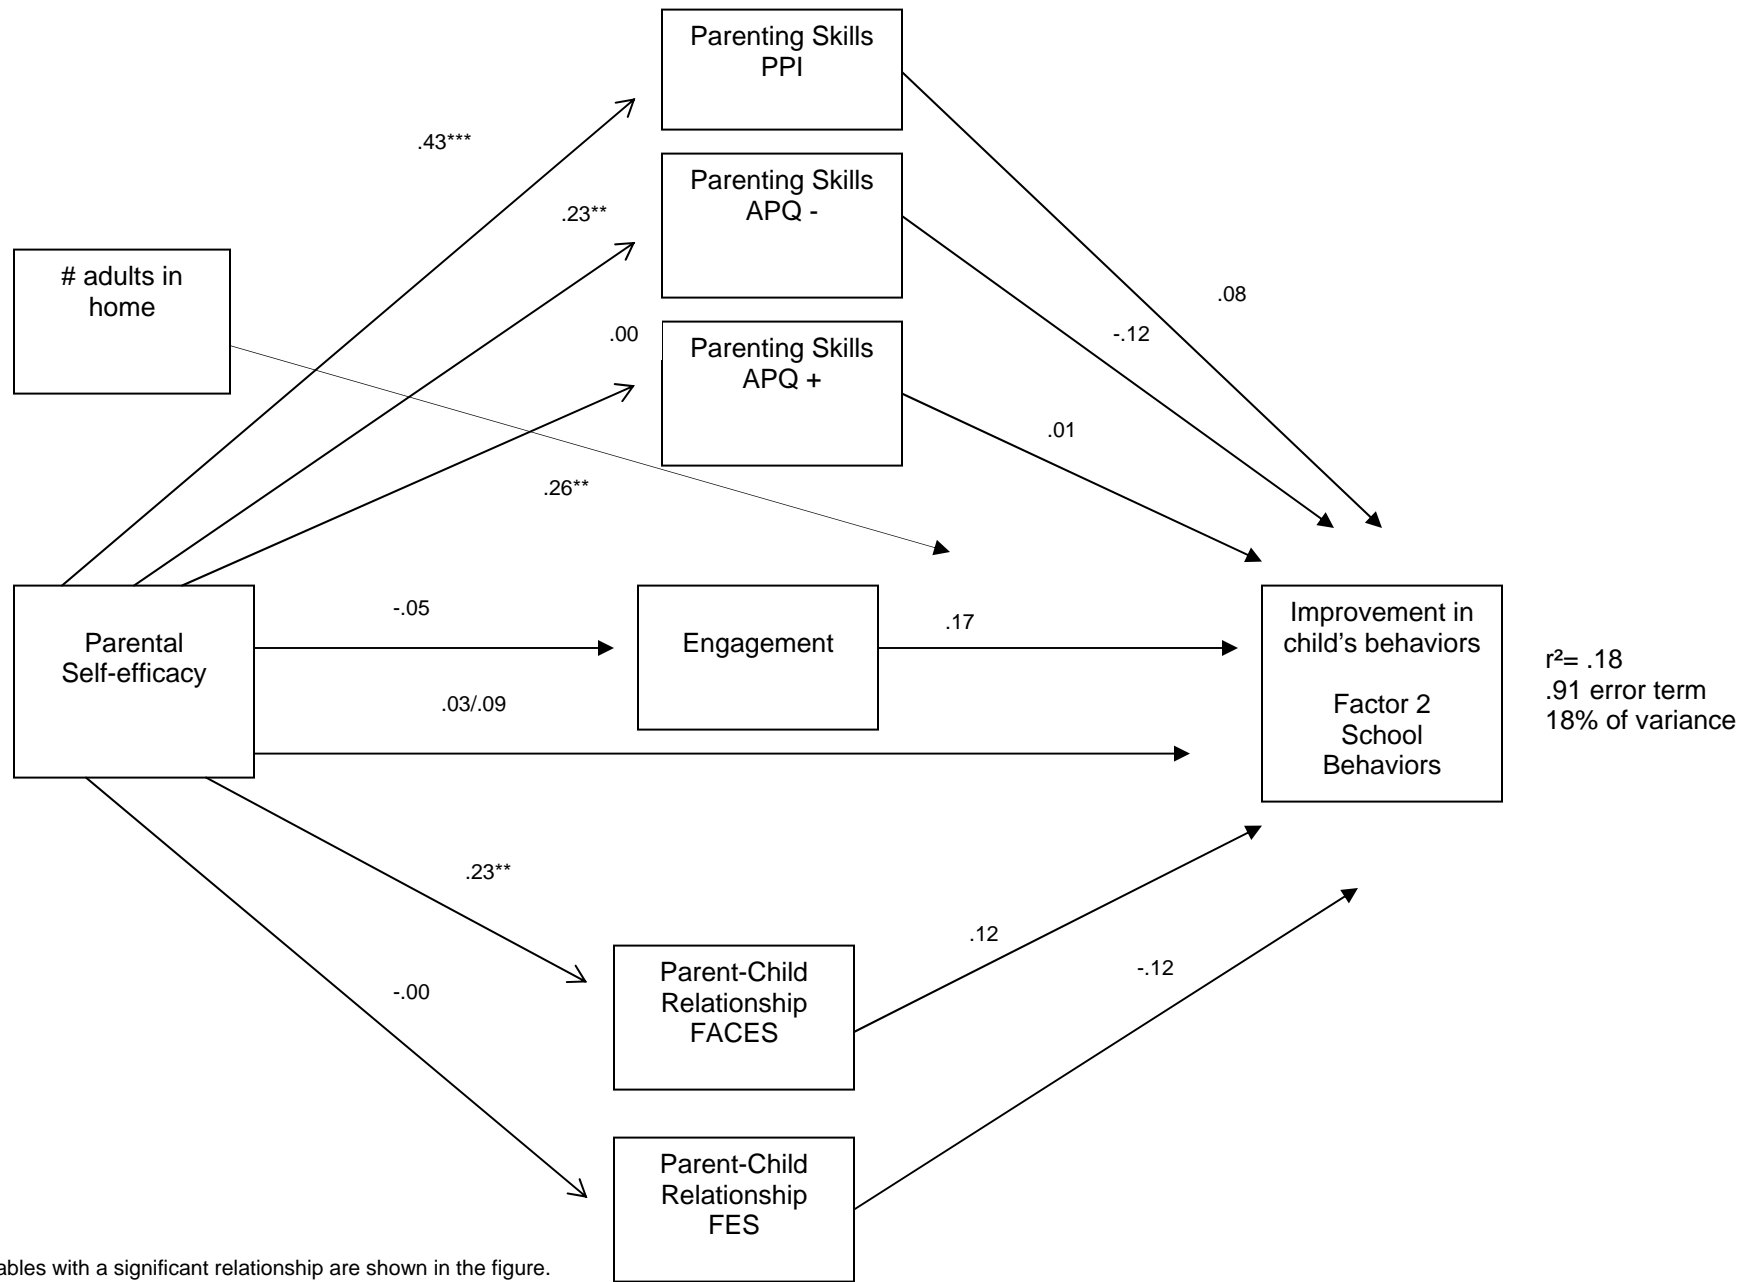 Parenting Skills
PPI
.43***
Parenting Skills
APQ -
.23**
# adults in
home
.08
.00
-.12
Parenting Skills
APQ +
.01
.26**
-.05
.17
Parental
Self-efficacy
Engagement
Improvement in
child’s behaviors
Factor 2
School
Behaviors
r²= .18
.91 error term
18% of variance
.03/.09
.23**
.12
-.12
-.00
Parent-Child
Relationship
FACES
Parent-Child
Relationship
FES
with a significant relationship are shown in the figure.